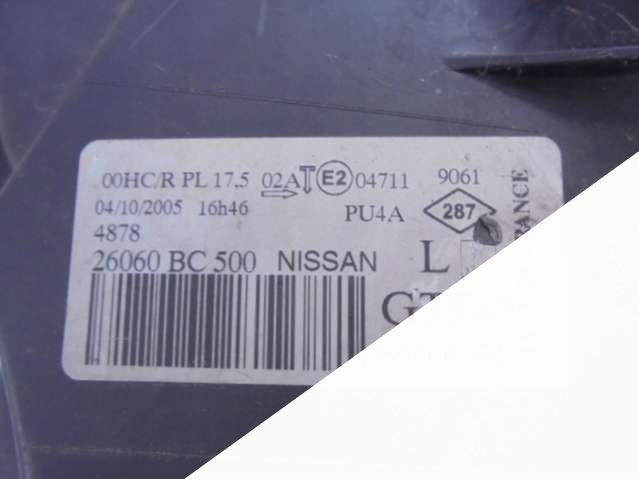 00HC/R PL 17.5 02A E2 04711 9061
04/10/2005 16h46 PU4A 287
4878
26060 BC 500 NISSAN L